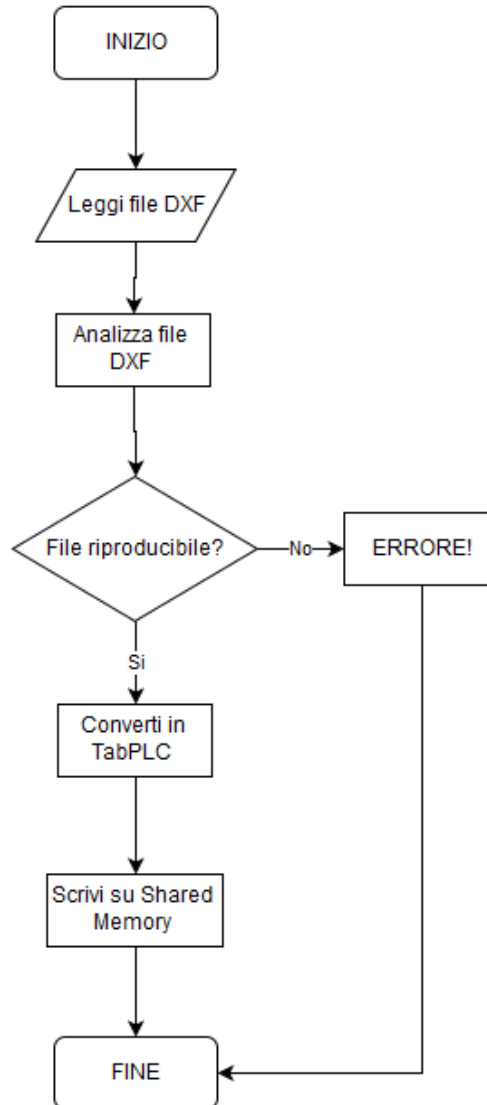 INIZIO
Leggi file DXF
Analizza file
DXF
File riproducibile?
No
ERRORE!
Si
Converti in
TabPLC
Scrivi su Shared
Memory
FINE